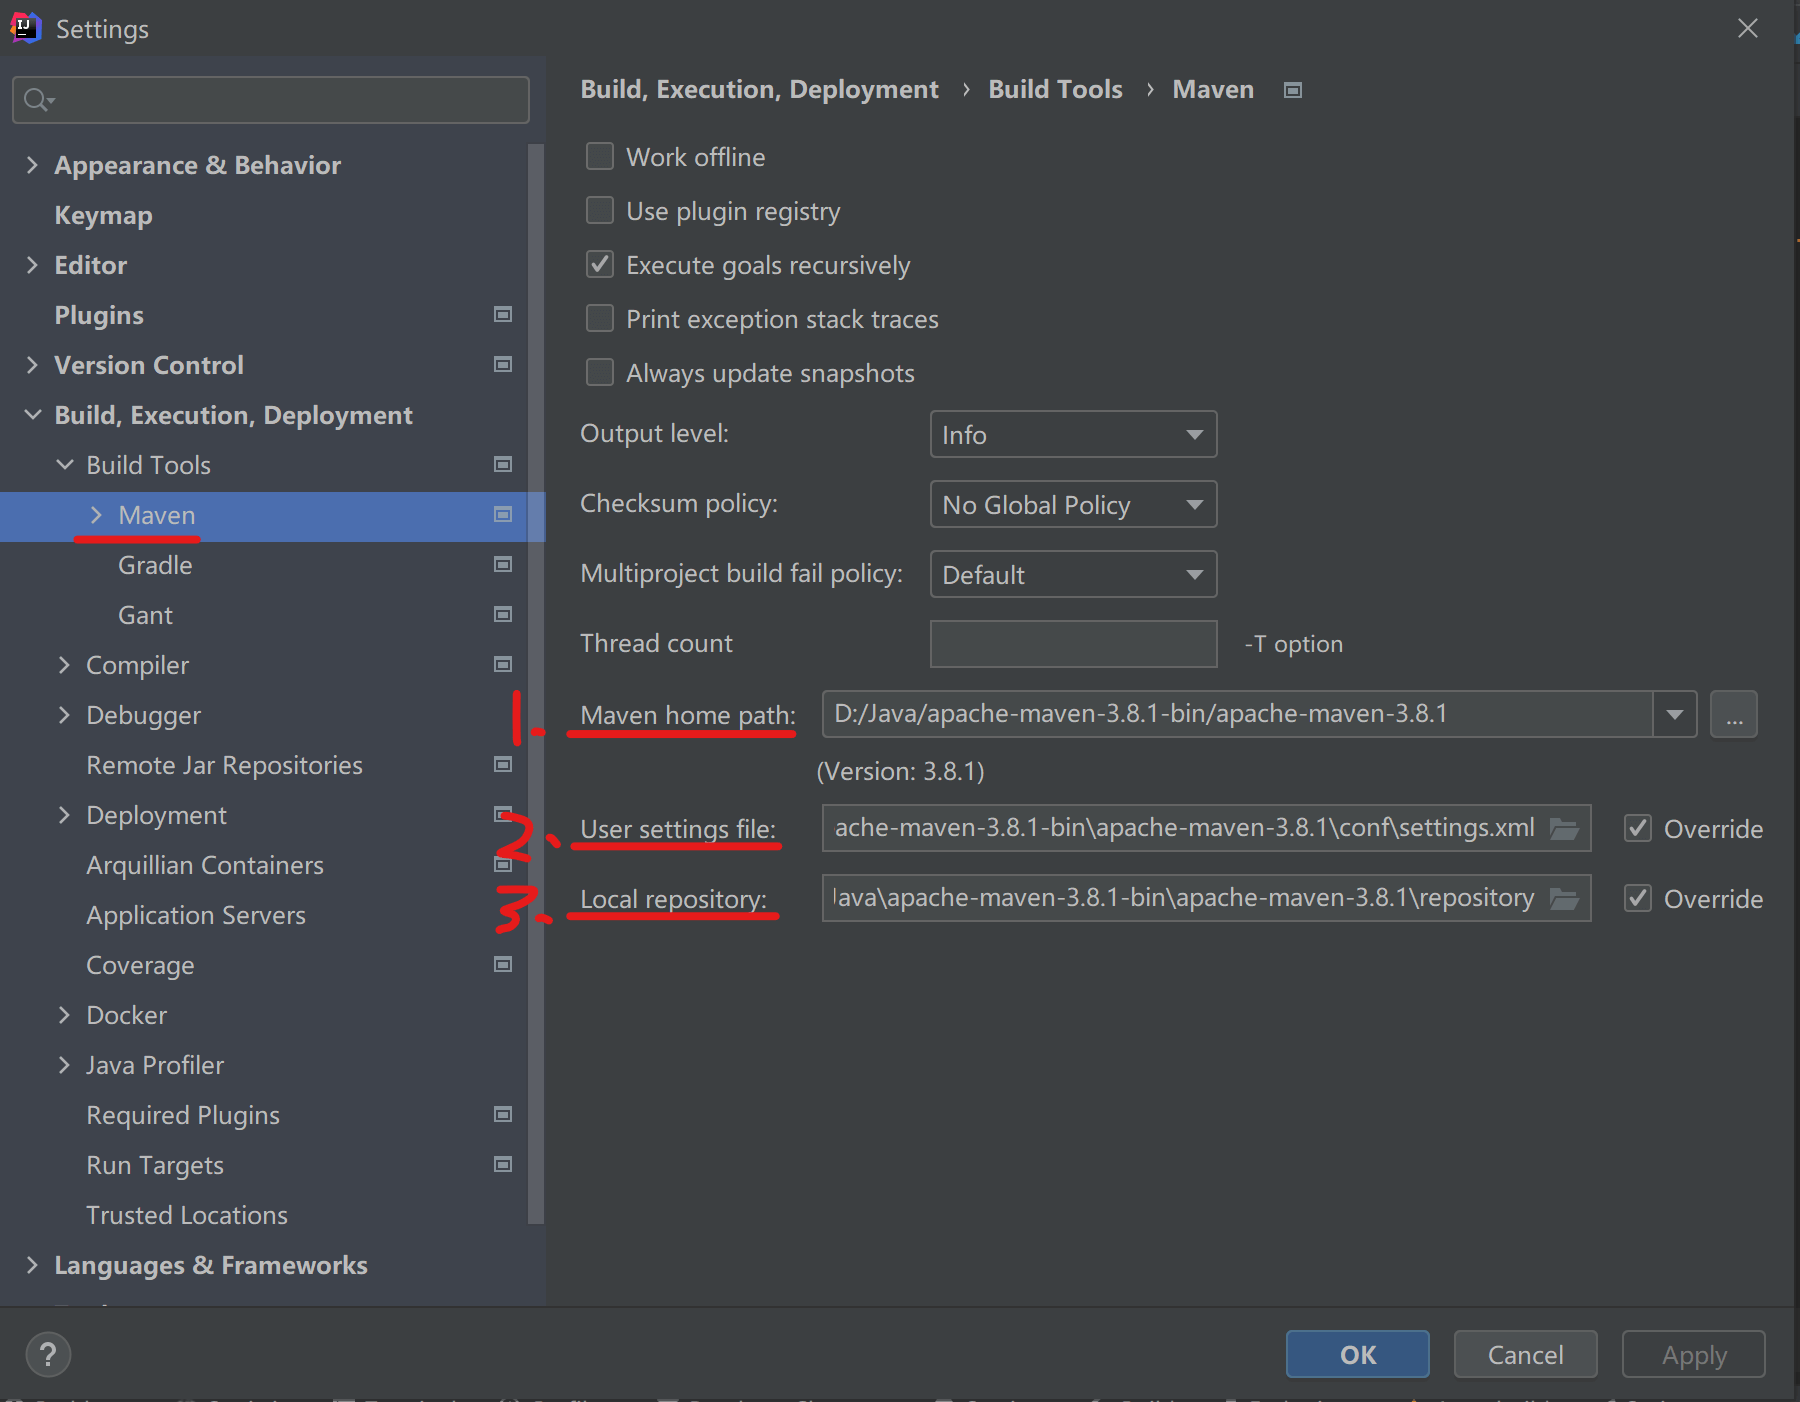 Settings
Appearance & Behavior
Keymap
Editor
Plugins
Version Control
Build, Execution, Deployment
Build Tools
Maven
Gradle
Gant
Compiler
Debugger
Remote Jar Repositories
Deployment
Arquillian Containers
Application Servers
Coverage
Docker
Java Profiler
Required Plugins
Run Targets
Trusted Locations
Languages & Frameworks
Build, Execution, Deployment › Build Tools › Maven
Work offline
Use plugin registry
Execute goals recursively
Print exception stack traces
Always update snapshots
Output level: Info
Checksum policy: No Global Policy
Multiproject build fail policy: Default
Thread count -T option
1. Maven home path: D:/Java/apache-maven-3.8.1-bin/apache-maven-3.8.1 ...
(Version: 3.8.1)
2. User settings file: ache-maven-3.8.1-bin\apache-maven-3.8.1\conf\settings.xml Override
3. Local repository: Java\apache-maven-3.8.1-bin\apache-maven-3.8.1\repository Override
? OK Cancel Apply